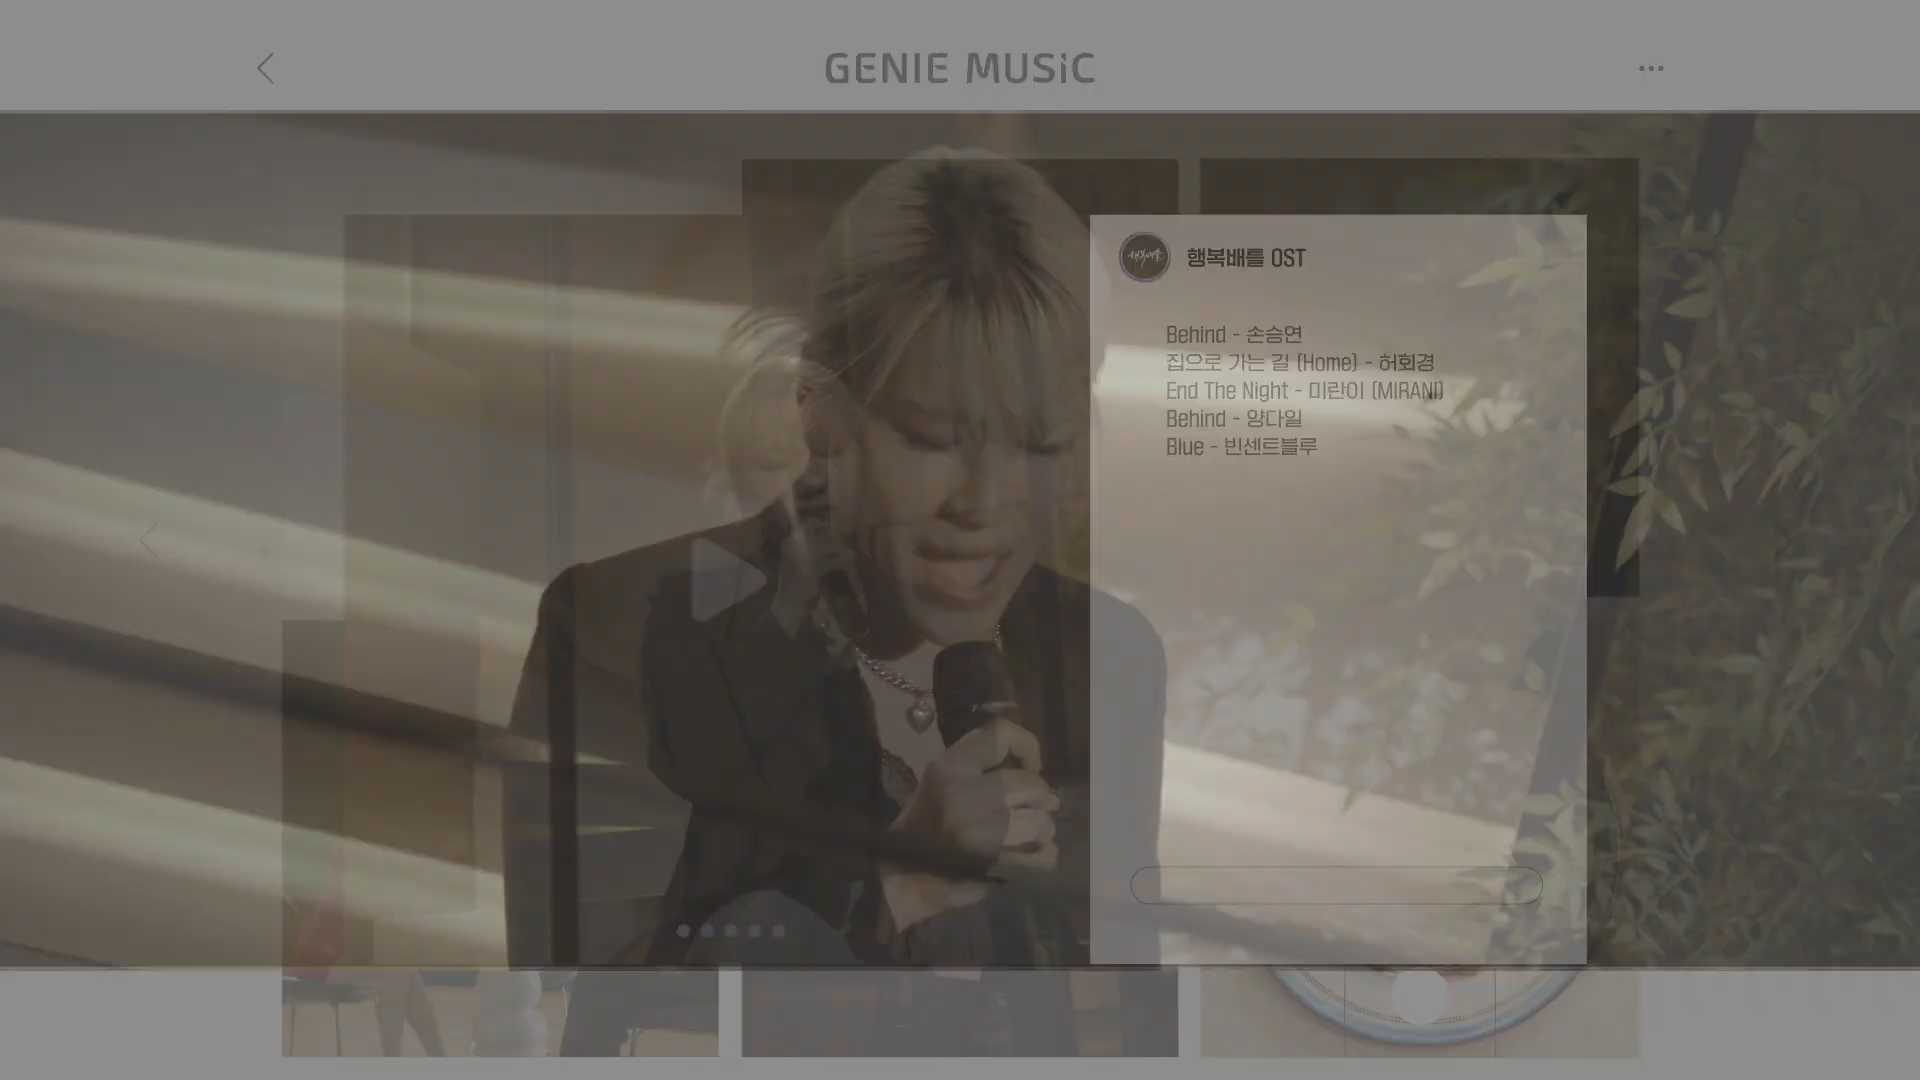 GENIE MUSiC
행복배틀 OST
Behind - 손승연
집으로 가는 길 (Home) - 허회경
End The Night - 미란이 (MIRANI)
Behind - 양다일
Blue - 빈센트블루